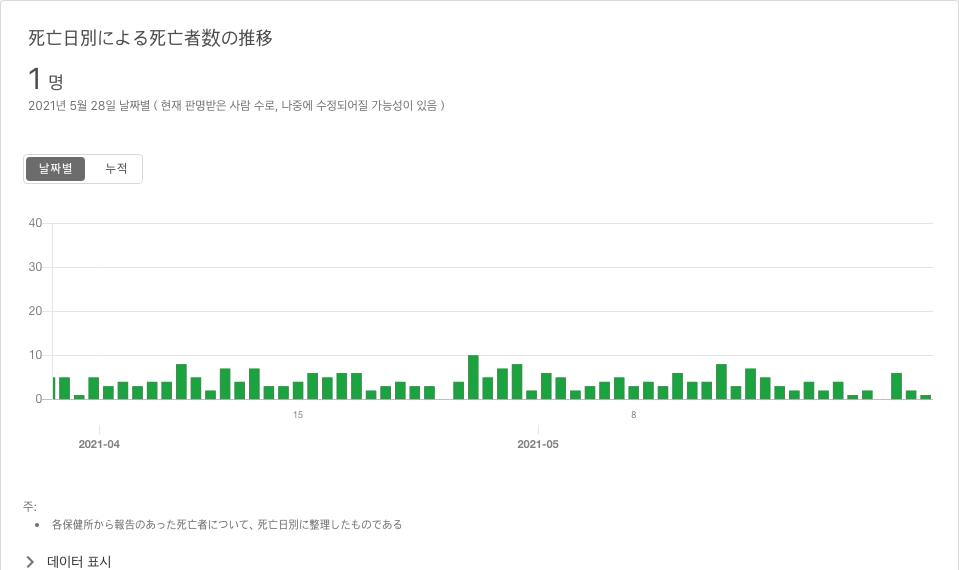 死亡日別による死亡者数の推移
1 명
2021년 5월 28일 날짜별 ( 현재 판명받은 사람 수로, 나중에 수정되어질 가능성이 있음 )
날짜별 누적
40
30
20
10
0
15 8
2021-04 2021-05
주:
• 各保健所から報告のあった死亡者について、死亡日別に整理したものである
데이터 표시